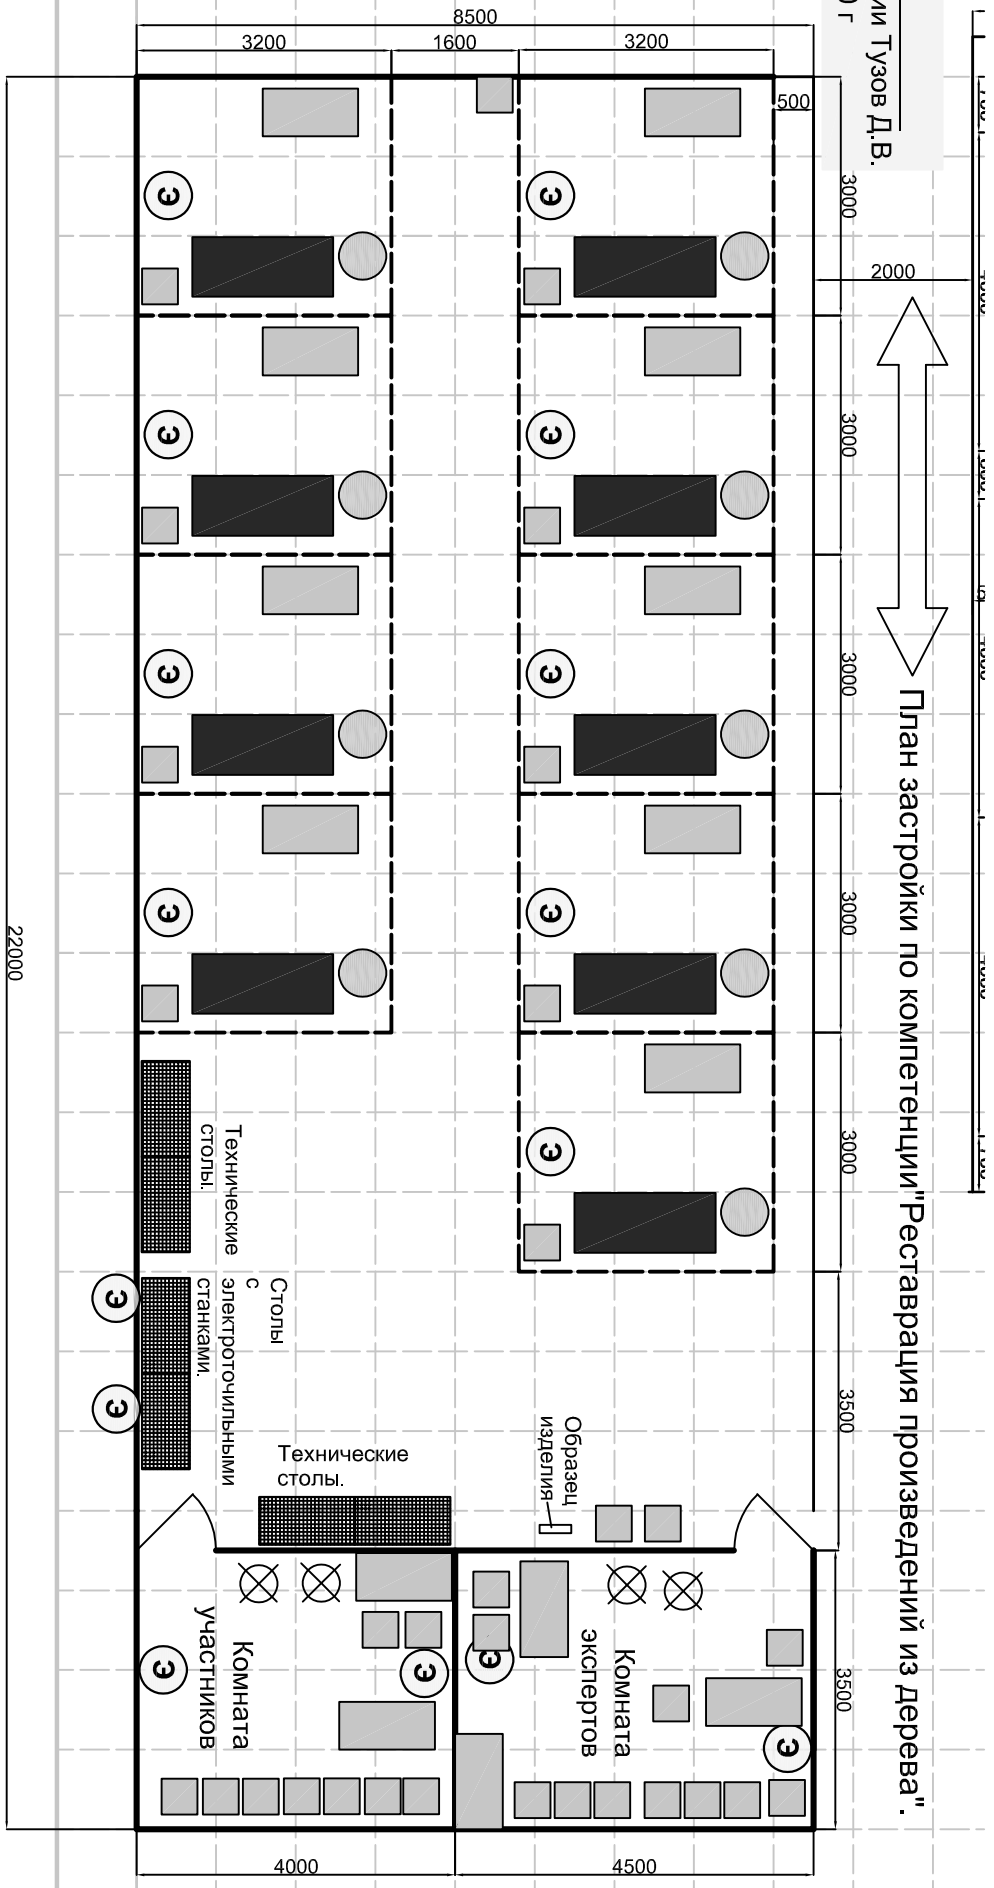 8500
3200
1600
3200
500
ии Тузов Д.В.
0 г
3000
2000
3000
3000
3000
3000
3500
3500
22000
План застройки по компетенции"Реставрация произведений из дерева".
Є
Є
Є
Є
Є
Є
Є
Є
Є
Технические
столы.
Столы
с
электроточильными
станками.
Є
Є
Технические
столы.
Образец
изделия
Комната
участников
Є
Є
Комната
экспертов
Є
Є
4000
4500